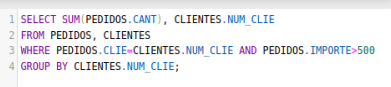 1 SELECT SUM(PEDIDOS.CANT), CLIENTES.NUM_CLIE
2 FROM PEDIDOS, CLIENTES
3 WHERE PEDIDOS.CLIE=CLIENTES.NUM_CLIE AND PEDIDOS.IMPORTE>500
4 GROUP BY CLIENTES.NUM_CLIE;